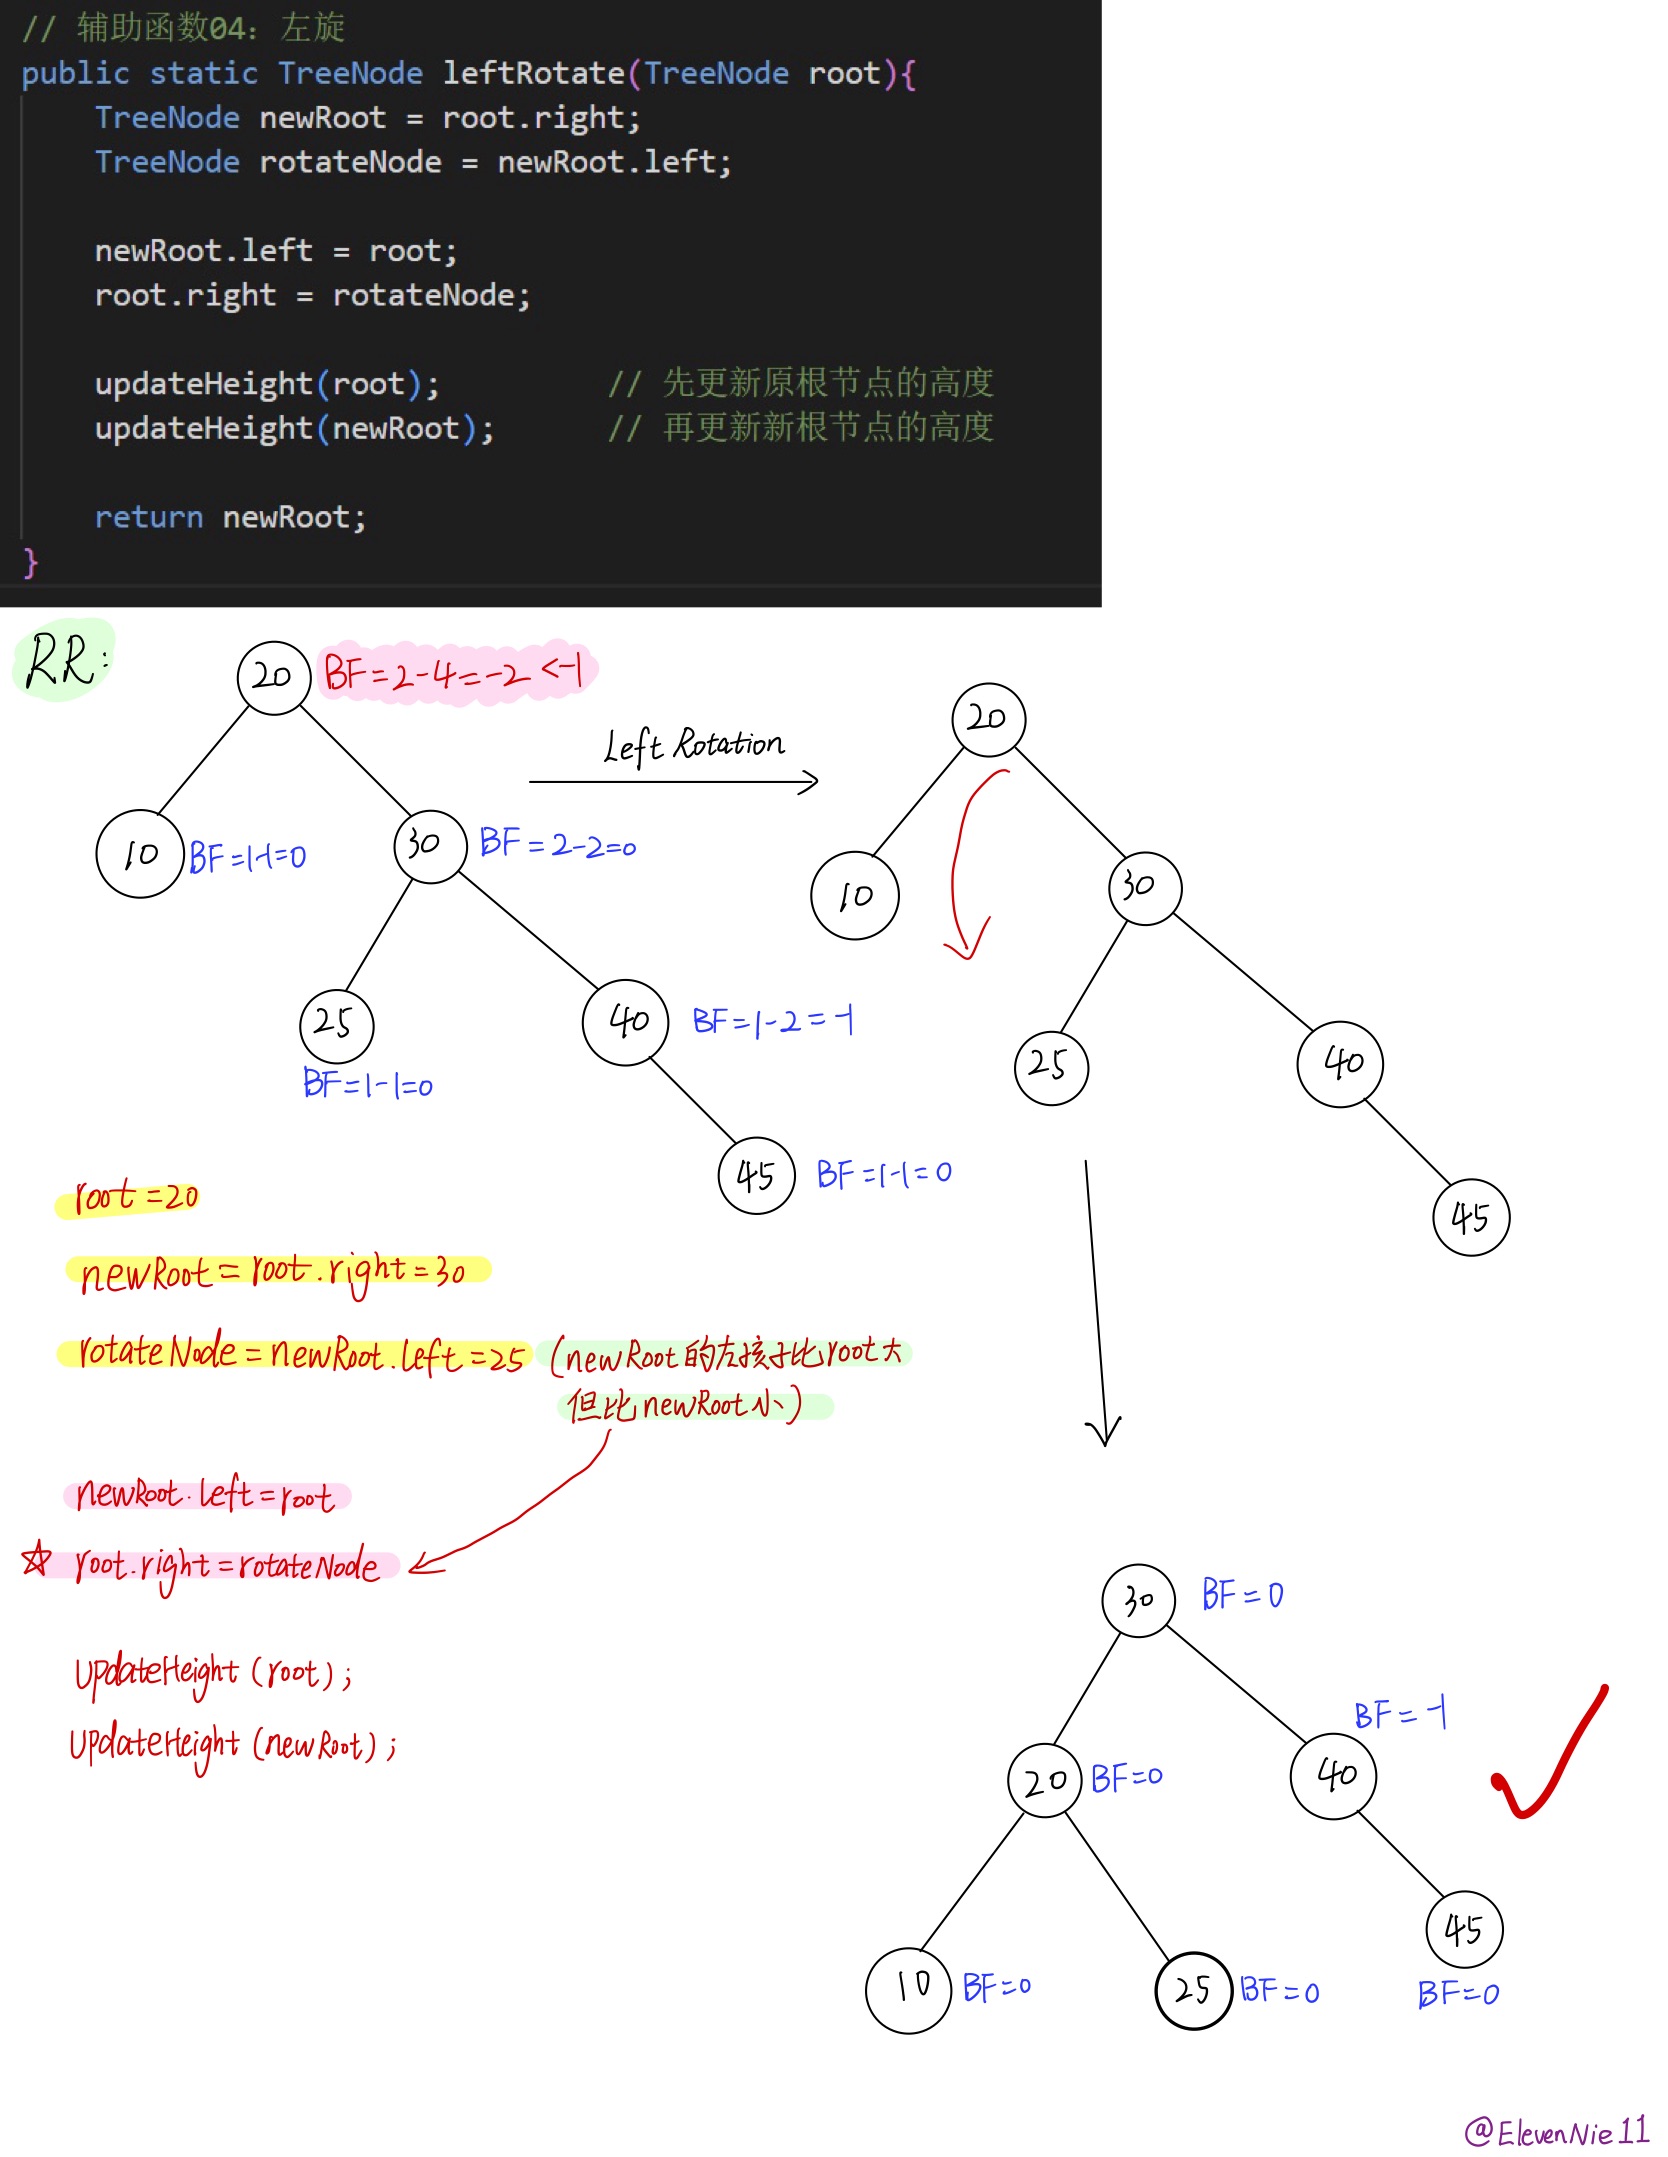 // 辅助函数04：左旋
public static TreeNode leftRotate(TreeNode root){
TreeNode newRoot = root.right;
TreeNode rotateNode = newRoot.left;
newRoot.left = root;
root.right = rotateNode;
updateHeight(root); // 先更新原根节点的高度
updateHeight(newRoot); // 再更新新根节点的高度
return newRoot;
}
RR:
20 BF=2-4=-2<-1
Left Rotation
10 BF=1-1=0
30 BF=2-2=0
25
BF=1-1=0
40 BF=1-2=-1
45 BF=1-1=0
20
10
30
25
40
45
root=20
newRoot=root.right=30
rotateNode=newRoot.left=25 (newRoot的左孩子比root大
但比newRoot小)
newRoot.left=root
☆ root.right=rotateNode
UpdateHeight(root);
UpdateHeight(newRoot);
30 BF=0
BF=-1
20 BF=0
40
45
BF=0
10 BF=0
25 BF=0
@ElevenNie11